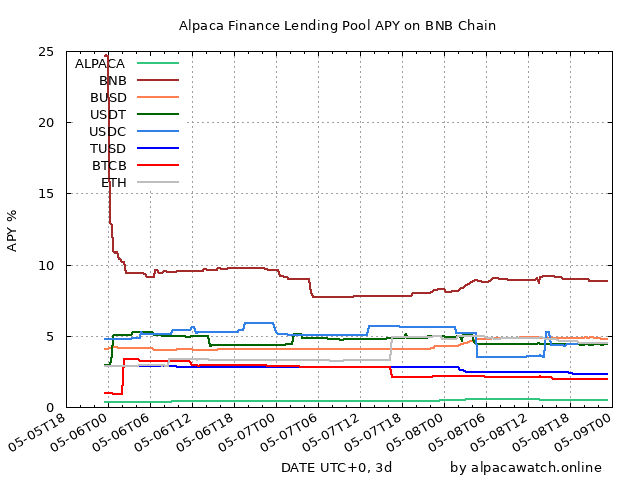 Alpaca Finance Lending Pool APY on BNB Chain
25
20
15
10
5
0
APY %
ALPACA
BNB
BUSD
USDT
USDC
TUSD
BTCB
ETH
05-05T18
05-06T00
05-06T06
05-06T12
05-06T18
05-07T00
05-07T06
05-07T12
05-07T18
05-08T00
05-08T06
05-08T12
05-08T18
05-09T00
DATE UTC+0, 3d
by alpacawatch.online